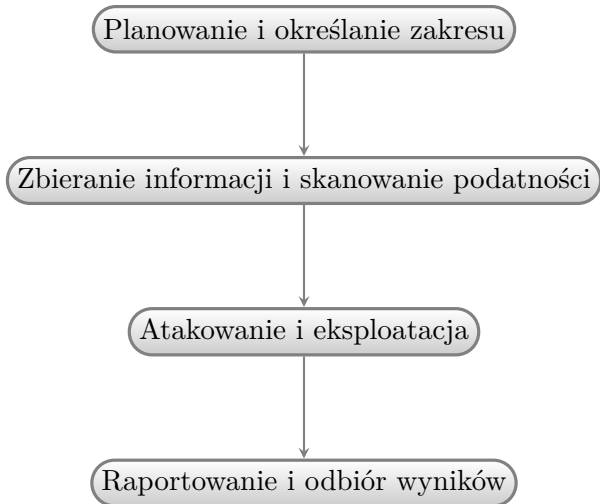 Planowanie i określanie zakresu
Zbieranie informacji i skanowanie podatności
Atakowanie i eksploatacja
Raportowanie i odbiór wyników